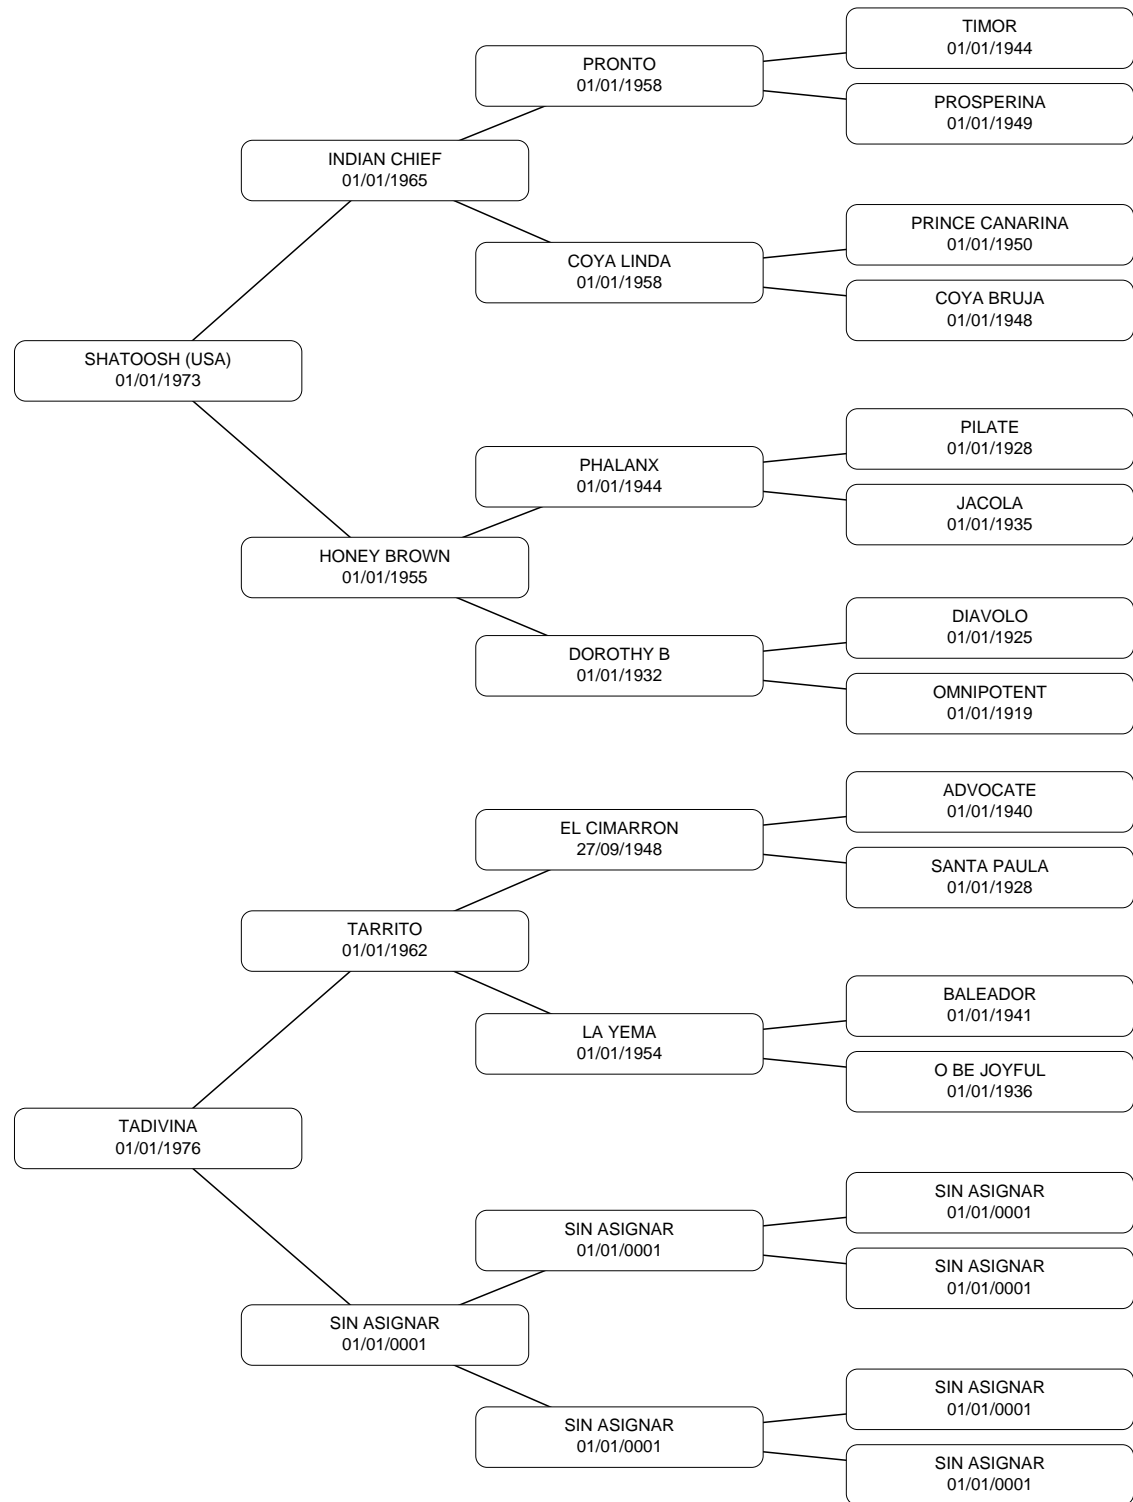 TIMOR
01/01/1944
PRONTO
01/01/1958
PROSPERINA
01/01/1949
INDIAN CHIEF
01/01/1965
PRINCE CANARINA
01/01/1950
COYA LINDA
01/01/1958
COYA BRUJA
01/01/1948
SHATOOSH (USA)
01/01/1973
PILATE
01/01/1928
PHALANX
01/01/1944
JACOLA
01/01/1935
HONEY BROWN
01/01/1955
DIAVOLO
01/01/1925
DOROTHY B
01/01/1932
OMNIPOTENT
01/01/1919
ADVOCATE
01/01/1940
EL CIMARRON
27/09/1948
SANTA PAULA
01/01/1928
TARRITO
01/01/1962
BALEADOR
01/01/1941
LA YEMA
01/01/1954
O BE JOYFUL
01/01/1936
TADIVINA
01/01/1976
SIN ASIGNAR
01/01/0001
SIN ASIGNAR
01/01/0001
SIN ASIGNAR
01/01/0001
SIN ASIGNAR
01/01/0001
SIN ASIGNAR
01/01/0001
SIN ASIGNAR
01/01/0001
SIN ASIGNAR
01/01/0001